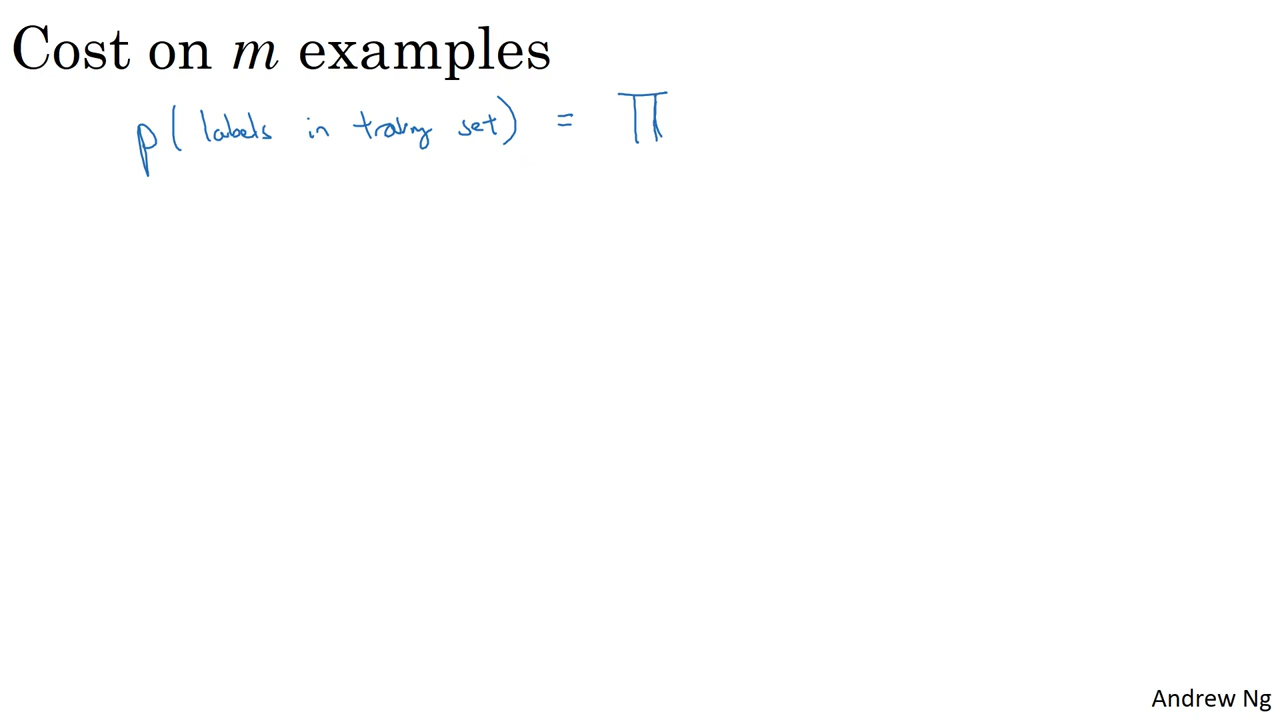 Cost on m examples
p( labels in training set ) = Π
Andrew Ng